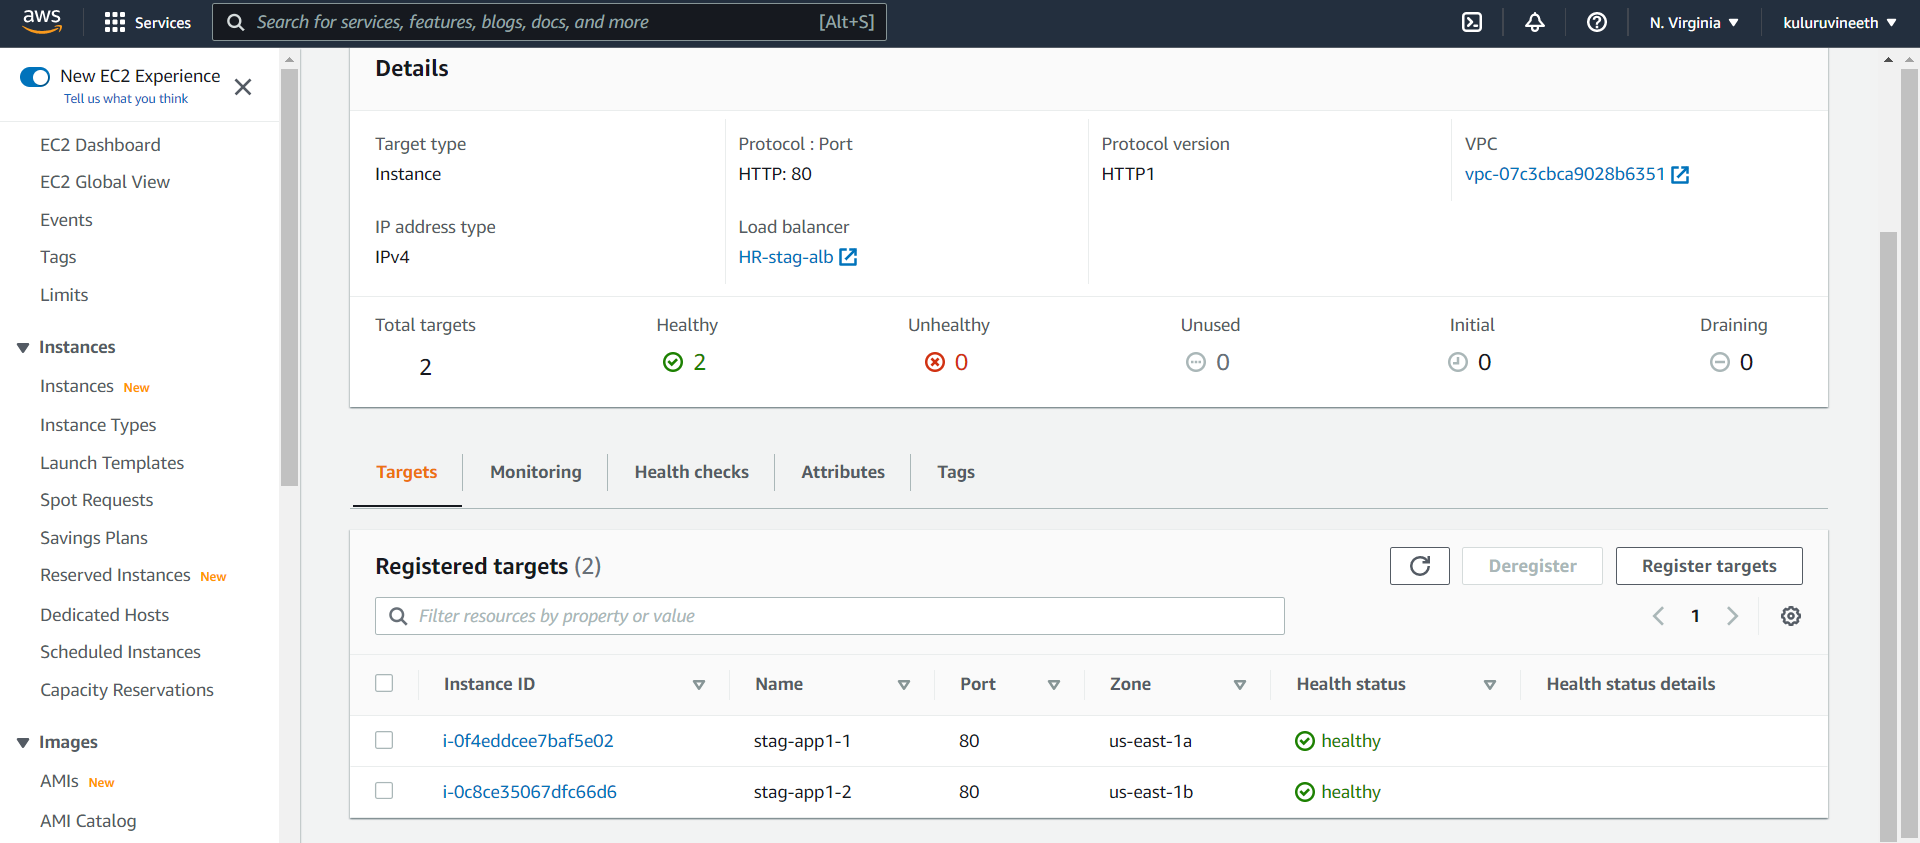 aws
Services
Search for services, features, blogs, docs, and more
[Alt+S]
N. Virginia
kuluruvineeth
New EC2 Experience
Tell us what you think
EC2 Dashboard
EC2 Global View
Events
Tags
Limits
Instances
Instances New
Instance Types
Launch Templates
Spot Requests
Savings Plans
Reserved Instances New
Dedicated Hosts
Scheduled Instances
Capacity Reservations
Images
AMIs New
AMI Catalog
Details
Target type
Instance
Protocol : Port
HTTP: 80
Protocol version
HTTP1
VPC
vpc-07c3cbca9028b6351
IP address type
IPv4
Load balancer
HR-stag-alb
Total targets
2
Healthy
2
Unhealthy
0
Unused
0
Initial
0
Draining
0
Targets
Monitoring
Health checks
Attributes
Tags
Registered targets (2)
Deregister
Register targets
Filter resources by property or value
1
Instance ID Name Port Zone Health status Health status details
i-0f4eddcee7baf5e02 stag-app1-1 80 us-east-1a healthy
i-0c8ce35067dfc66d6 stag-app1-2 80 us-east-1b healthy